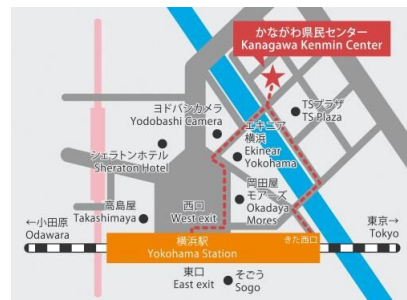 かながわ県民センター
Kanagawa Kenmin Center
ヨドバシカメラ
Yodobashi Camera
TSプラザ
TS Plaza
エキニア
横浜
Ekinear
Yokohama
シェラトンホテル
Sheraton Hotel
岡田屋
モアーズ
Okadaya
Mores
高島屋
Takashimaya
西口
West exit
←小田原
Odawara
東京→
Tokyo
横浜駅
Yokohama Station
きた西口
東口
East exit
そごう
Sogo